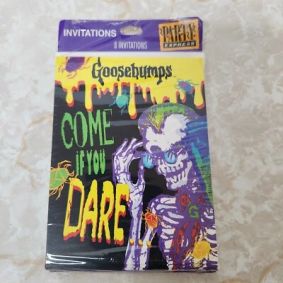 INVITATIONS
8 INVITATIONS
PARTY
EXPRESS
Goosebumps
COME
IF YOU
DARE